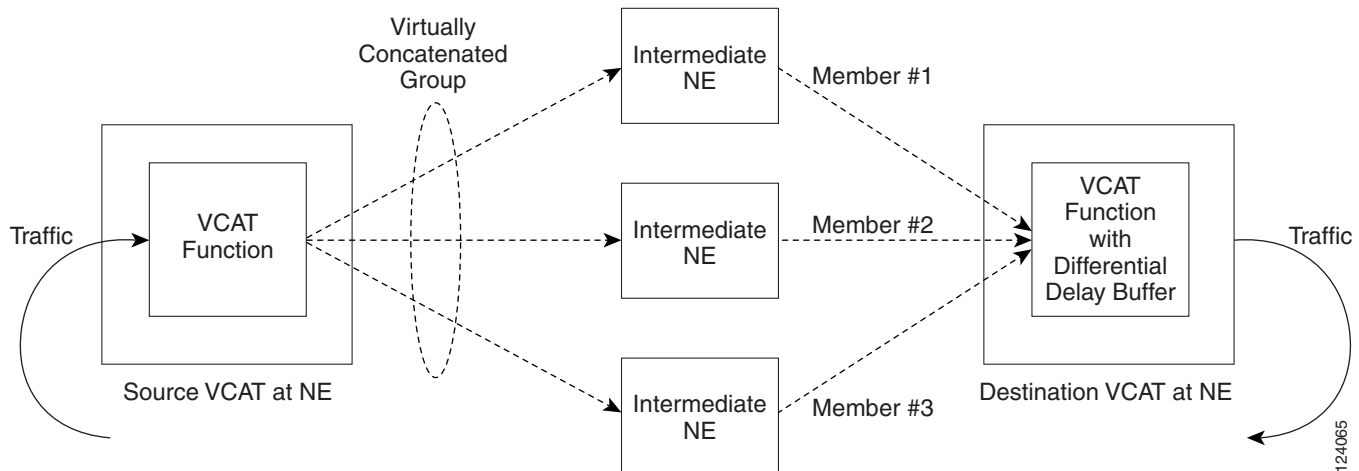 Virtually
Concatenated
Group
Intermediate
NE
Member #1
Traffic
VCAT
Function
Intermediate
NE
Member #2
VCAT
Function
with
Differential
Delay Buffer
Traffic
Source VCAT at NE
Intermediate
NE
Member #3
Destination VCAT at NE
124065